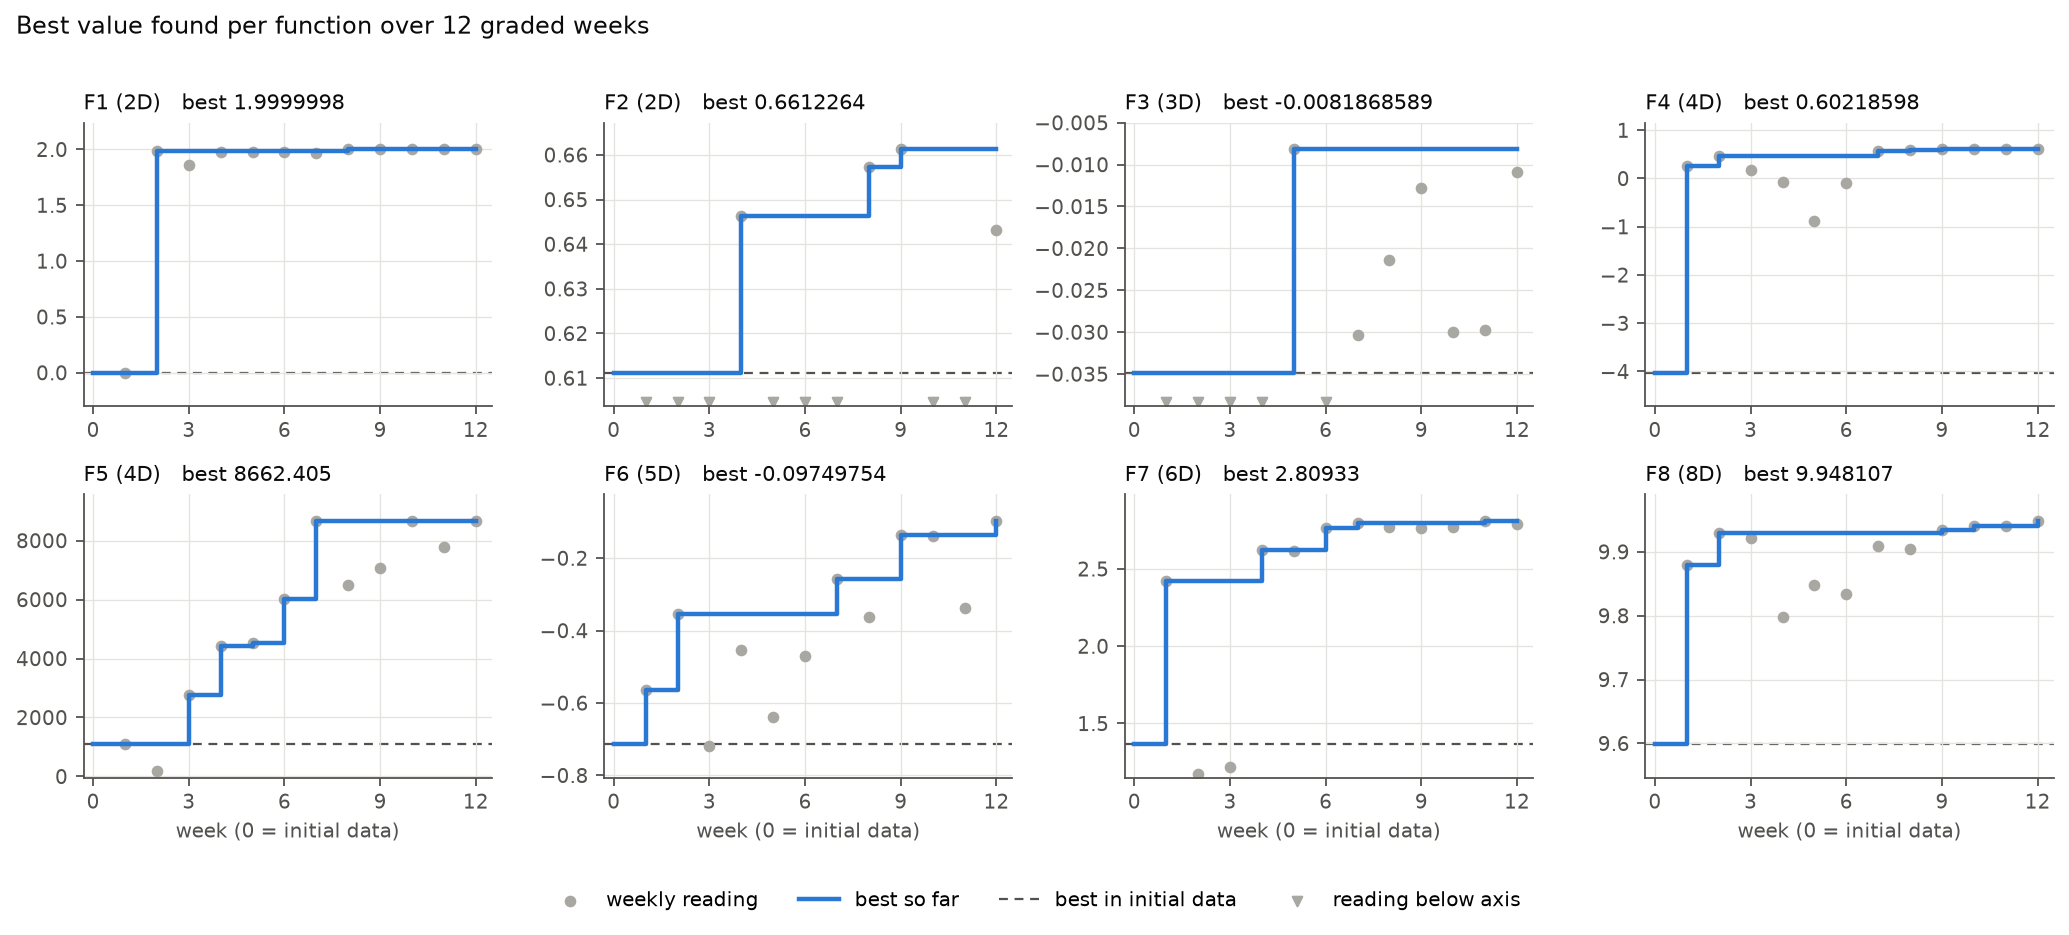 Best value found per function over 12 graded weeks
F1 (2D)   best 1.9999998
2.0
1.5
1.0
0.5
0.0
0 3 6 9 12
F2 (2D)   best 0.6612264
0.66
0.65
0.64
0.63
0.62
0.61
0 3 6 9 12
F3 (3D)   best -0.0081868589
−0.005
−0.010
−0.015
−0.020
−0.025
−0.030
−0.035
0 3 6 9 12
F4 (4D)   best 0.60218598
1
0
−1
−2
−3
−4
0 3 6 9 12
F5 (4D)   best 8662.405
8000
6000
4000
2000
0
0 3 6 9 12
week (0 = initial data)
F6 (5D)   best -0.09749754
−0.2
−0.4
−0.6
−0.8
0 3 6 9 12
week (0 = initial data)
F7 (6D)   best 2.80933
2.5
2.0
1.5
0 3 6 9 12
week (0 = initial data)
F8 (8D)   best 9.948107
9.9
9.8
9.7
9.6
0 3 6 9 12
week (0 = initial data)
weekly reading   best so far   best in initial data   reading below axis